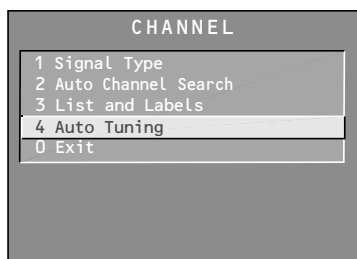 CHANNEL
1 Signal Type
2 Auto Channel Search
3 List and Labels
4 Auto Tuning
0 Exit